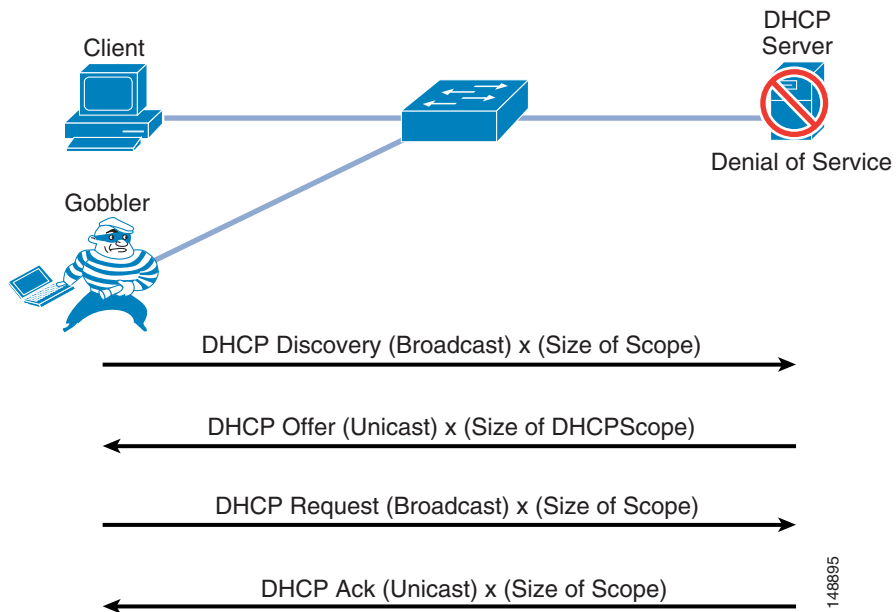 Client
DHCP
Server
Denial of Service
Gobbler
DHCP Discovery (Broadcast) x (Size of Scope)
DHCP Offer (Unicast) x (Size of DHCPScope)
DHCP Request (Broadcast) x (Size of Scope)
DHCP Ack (Unicast) x (Size of Scope)
148895